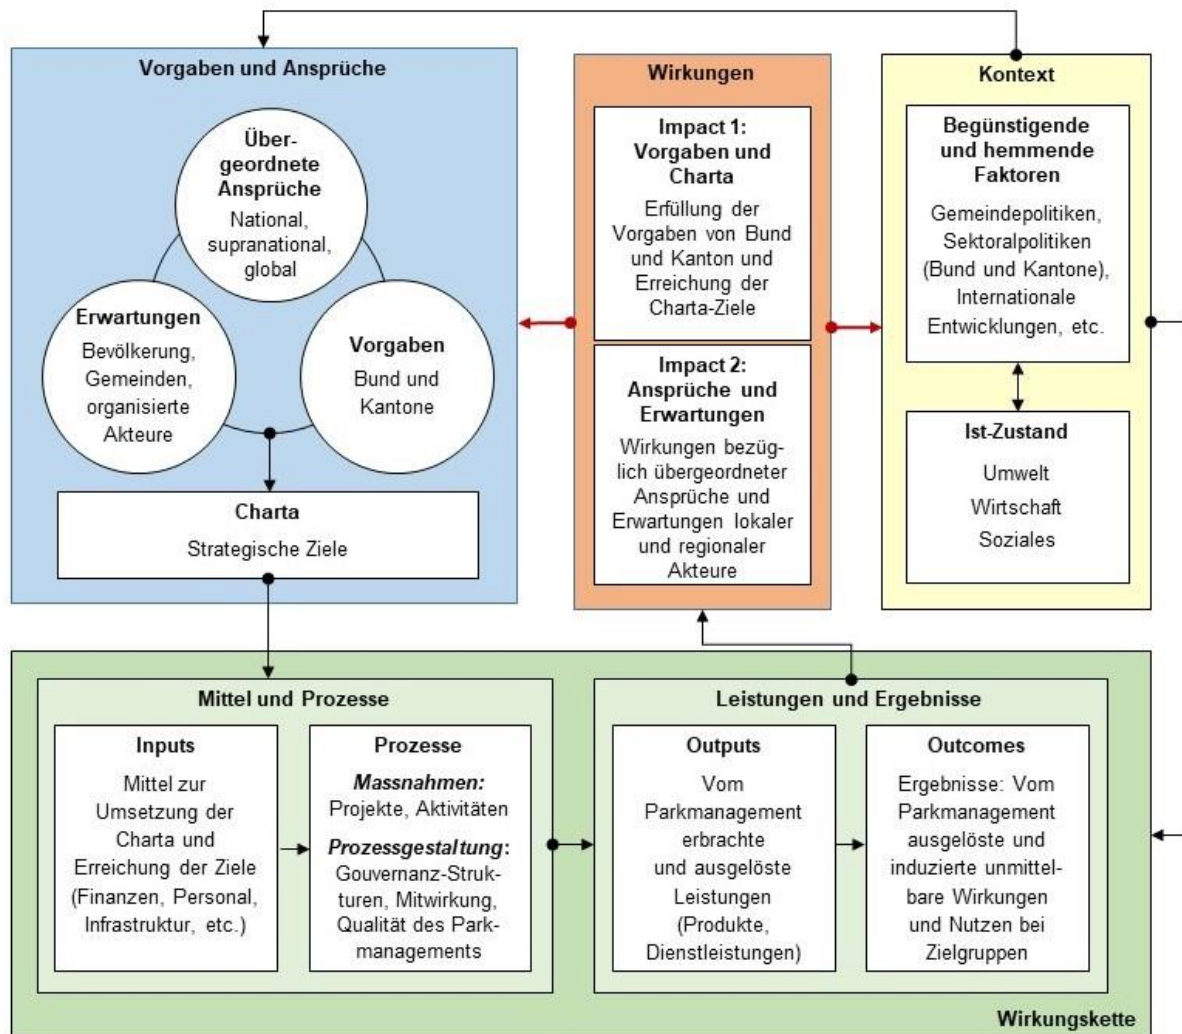 Vorgaben und Ansprüche
Über-
geordnete
Ansprüche
National,
supranational,
global
Erwartungen
Bevölkerung,
Gemeinden,
organisierte
Akteure
Vorgaben
Bund und
Kantone
Charta
Strategische Ziele
Wirkungen
Impact 1:
Vorgaben und
Charta
Erfüllung der
Vorgaben von Bund
und Kanton und
Erreichung der
Charta-Ziele
Impact 2:
Ansprüche und
Erwartungen
Wirkungen bezüg-
lich übergeordneter
Ansprüche und
Erwartungen lokaler
und regionaler
Akteure
Kontext
Begünstigende
und hemmende
Faktoren
Gemeindepolitiken,
Sektoralpolitiken
(Bund und Kantone),
Internationale
Entwicklungen, etc.
Ist-Zustand
Umwelt
Wirtschaft
Soziales
Mittel und Prozesse
Inputs
Mittel zur
Umsetzung der
Charta und
Erreichung der Ziele
(Finanzen, Personal,
Infrastruktur, etc.)
Prozesse
Massnahmen:
Projekte, Aktivitäten
Prozessgestaltung:
Gouvernanz-Struk-
turen, Mitwirkung,
Qualität des Park-
managements
Leistungen und Ergebnisse
Outputs
Vom
Parkmanagement
erbrachte
und ausgelöste
Leistungen
(Produkte,
Dienstleistungen)
Outcomes
Ergebnisse: Vom
Parkmanagement
ausgelöste und
induzierte unmittel-
bare Wirkungen
und Nutzen bei
Zielgruppen
Wirkungskette